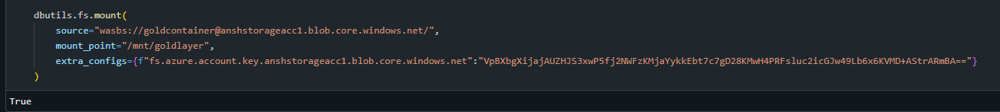 dbutils.fs.mount(
source="wasbs://goldcontainer@anshstorageacc1.blob.core.windows.net/",
mount_point="/mnt/goldlayer",
extra_configs={f"fs.azure.account.key.anshstorageacc1.blob.core.windows.net":"VpBXbgXijajAUZHJS3xwP5fj2NWFzKMjaYykkEbt7c7gD28KMwH4PRFsluc2icGJw49Lb6x6KVMD+AStrARmBA=="}
)
True